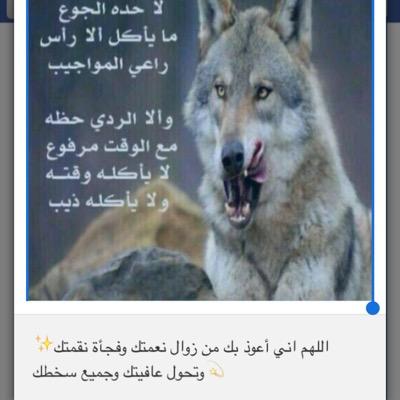 لا حده الجوع
ما يأكل الا رأس
راعي المواجيب
والا الردي حظه
مع الوقت مرفوع
لا يأكله وقته
ولا يأكله ذيب
اللهم اني أعوذ بك من زوال نعمتك وفجأة نقمتك✨
وتحول عافيتك وجميع سخطك 💫